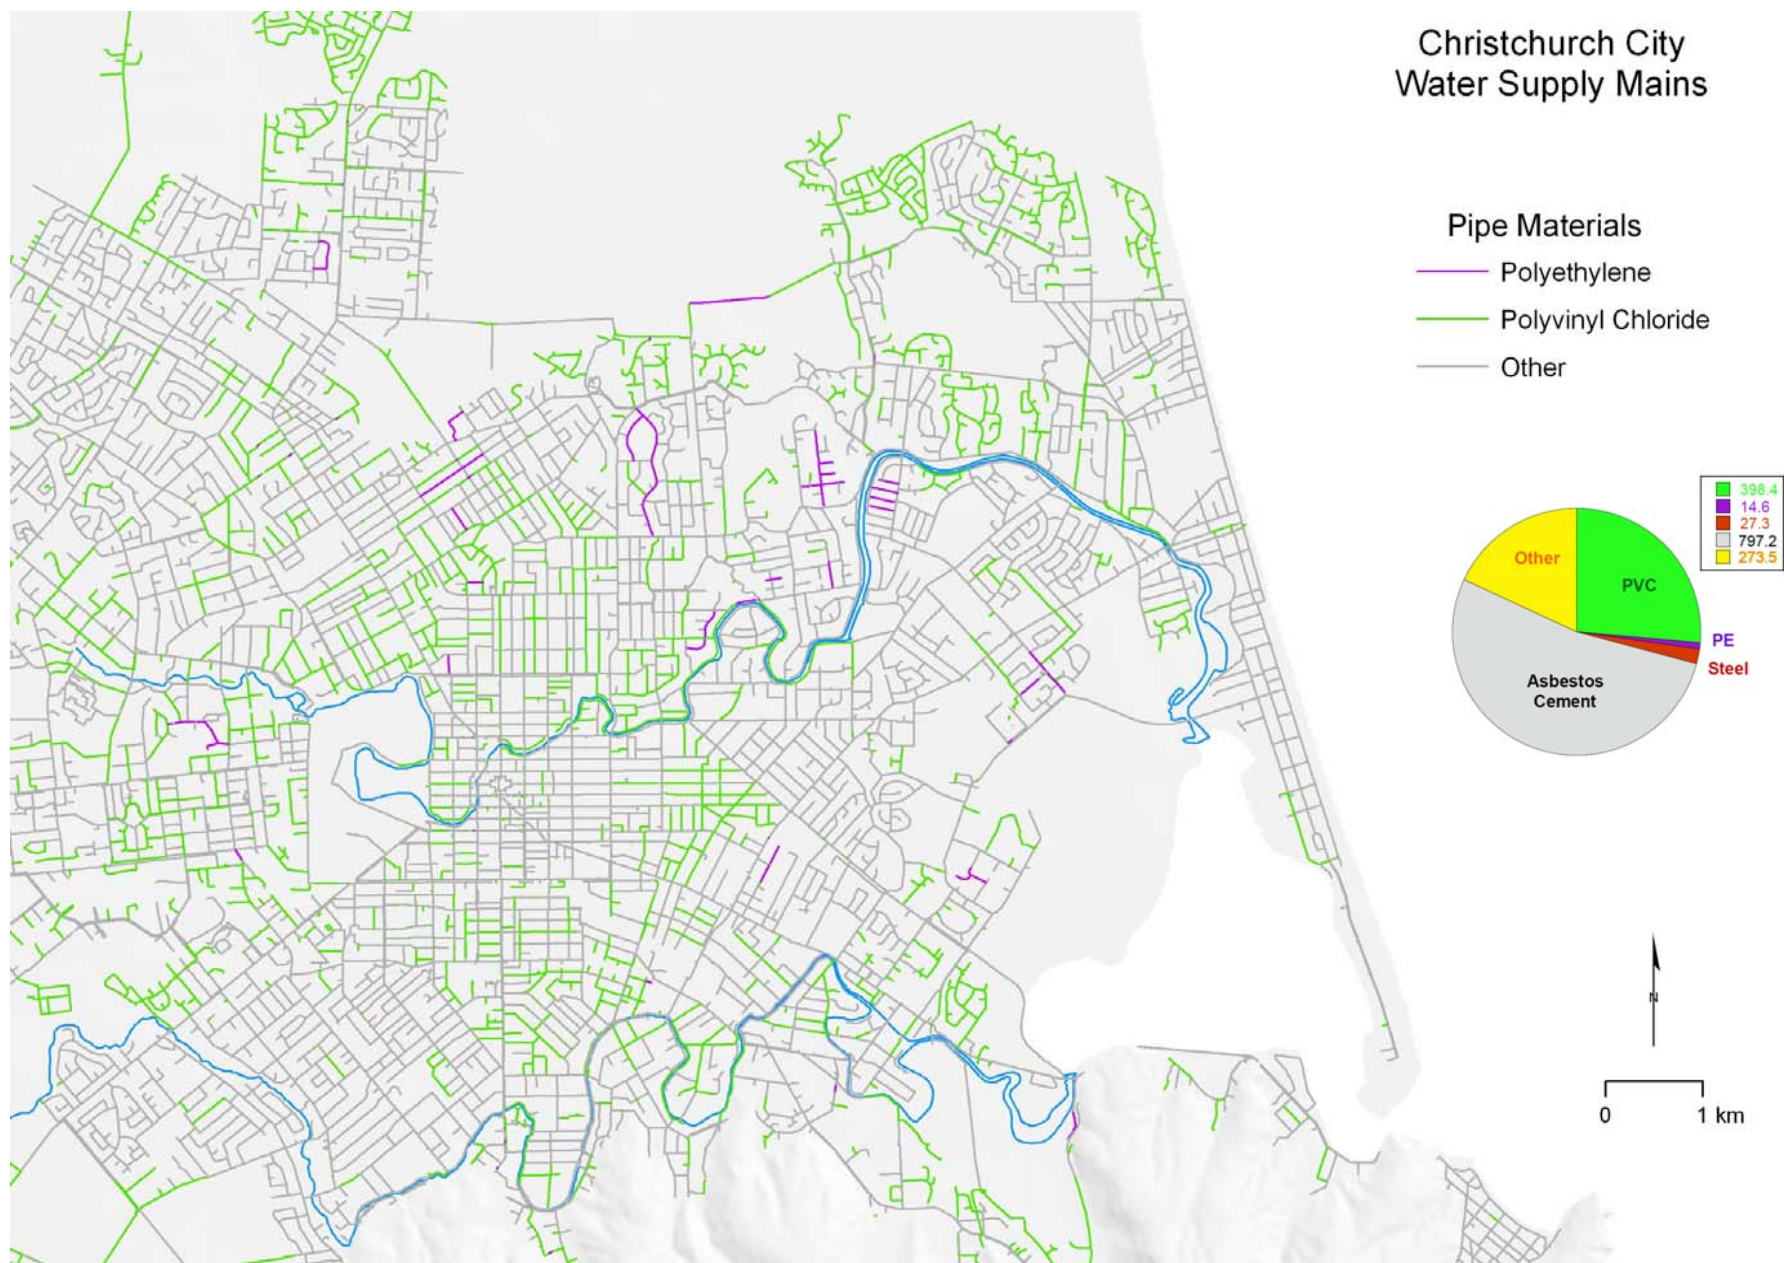 Christchurch City
Water Supply Mains
Pipe Materials
Polyethylene
Polyvinyl Chloride
Other
398.4
14.6
27.3
797.2
273.5
Other
PVC
PE
Steel
Asbestos
Cement
N
0 1 km